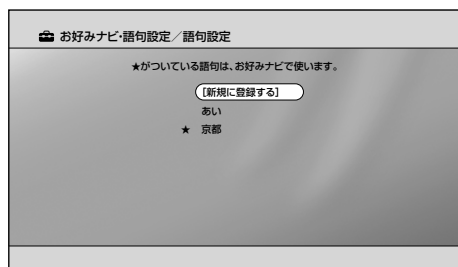 お好みナビ・語句設定／語句設定
★がついている語句は、お好みナビで使います。
[新規に登録する]
あい
★ 京都